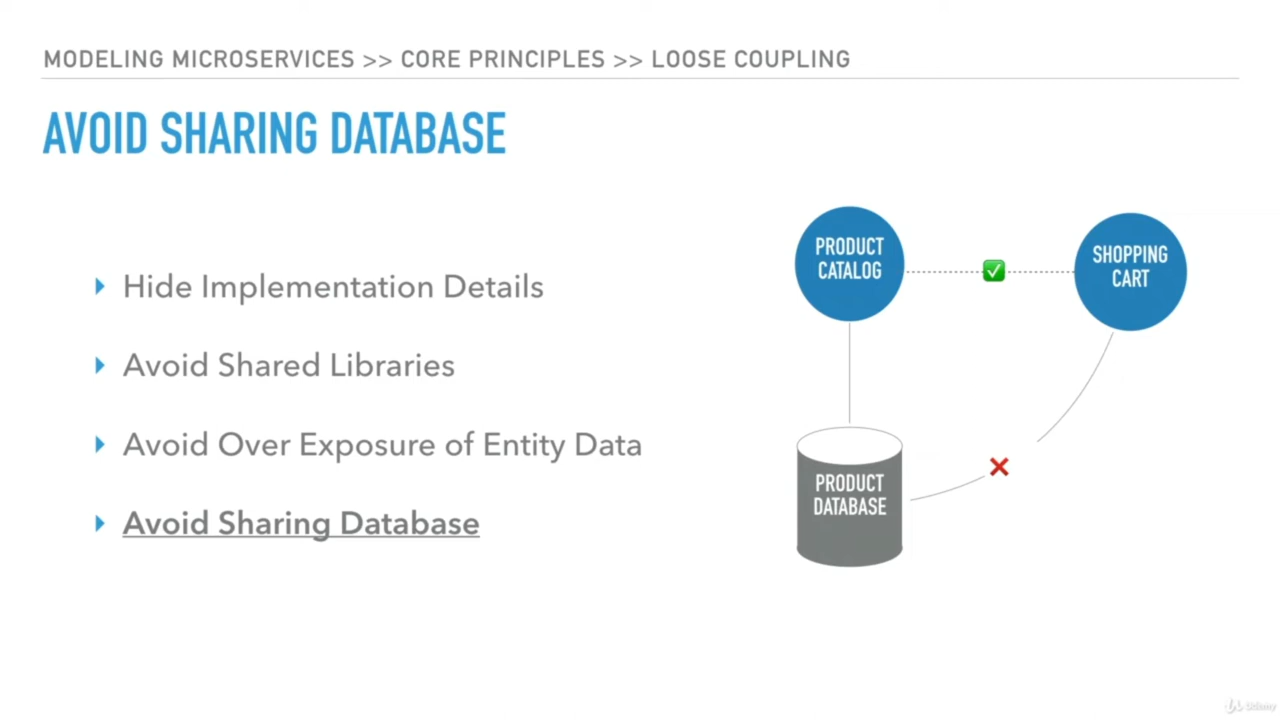 MODELING MICROSERVICES >> CORE PRINCIPLES >> LOOSE COUPLING
AVOID SHARING DATABASE
Hide Implementation Details
Avoid Shared Libraries
Avoid Over Exposure of Entity Data
Avoid Sharing Database
PRODUCT
CATALOG
SHOPPING
CART
PRODUCT
DATABASE
Udemy